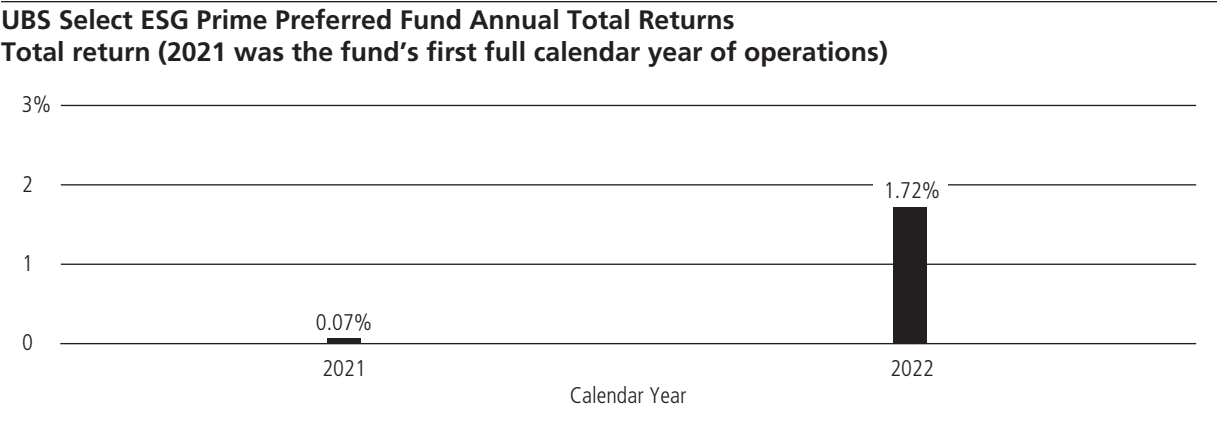 UBS Select ESG Prime Preferred Fund Annual Total Returns
Total return (2021 was the fund’s first full calendar year of operations)
3%
2
1.72%
1
0.07%
0
2021 2022
Calendar Year